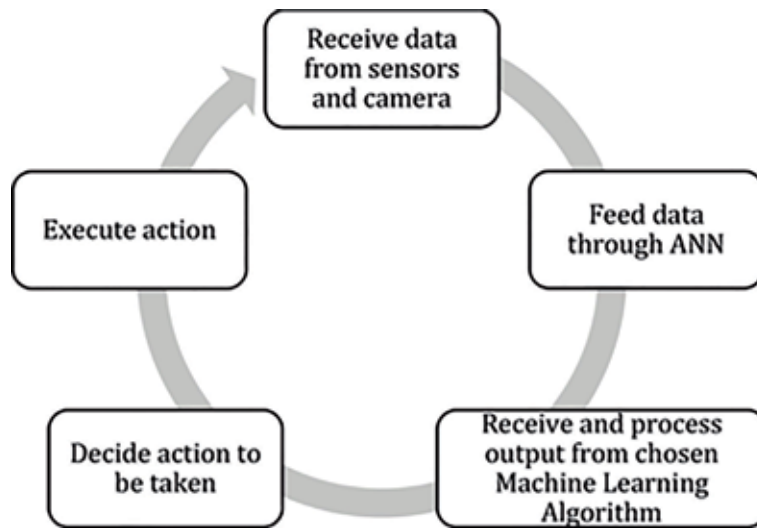 Receive data
from sensors
and camera
Feed data
through ANN
Receive and process
output from chosen
Machine Learning
Algorithm
Decide action to
be taken
Execute action